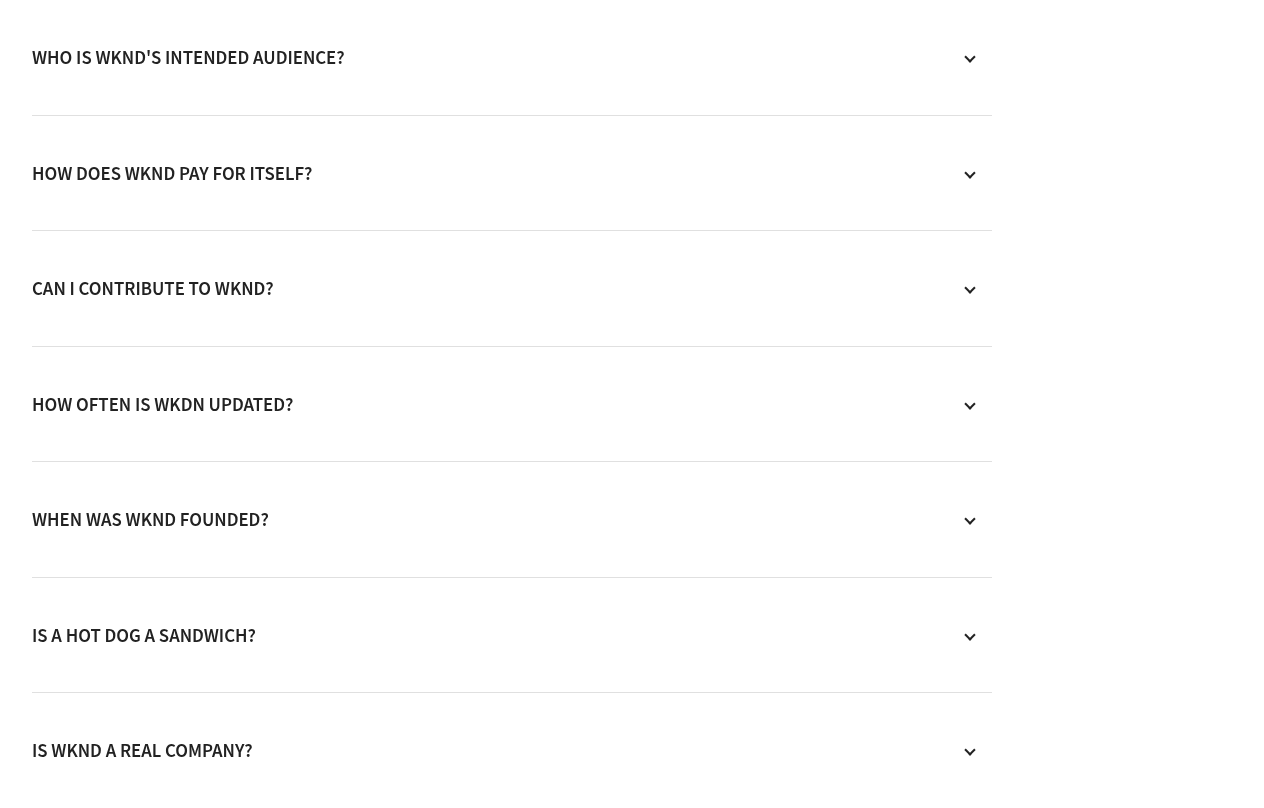 WHO IS WKND'S INTENDED AUDIENCE?
HOW DOES WKND PAY FOR ITSELF?
CAN I CONTRIBUTE TO WKND?
HOW OFTEN IS WKDN UPDATED?
WHEN WAS WKND FOUNDED?
IS A HOT DOG A SANDWICH?
IS WKND A REAL COMPANY?